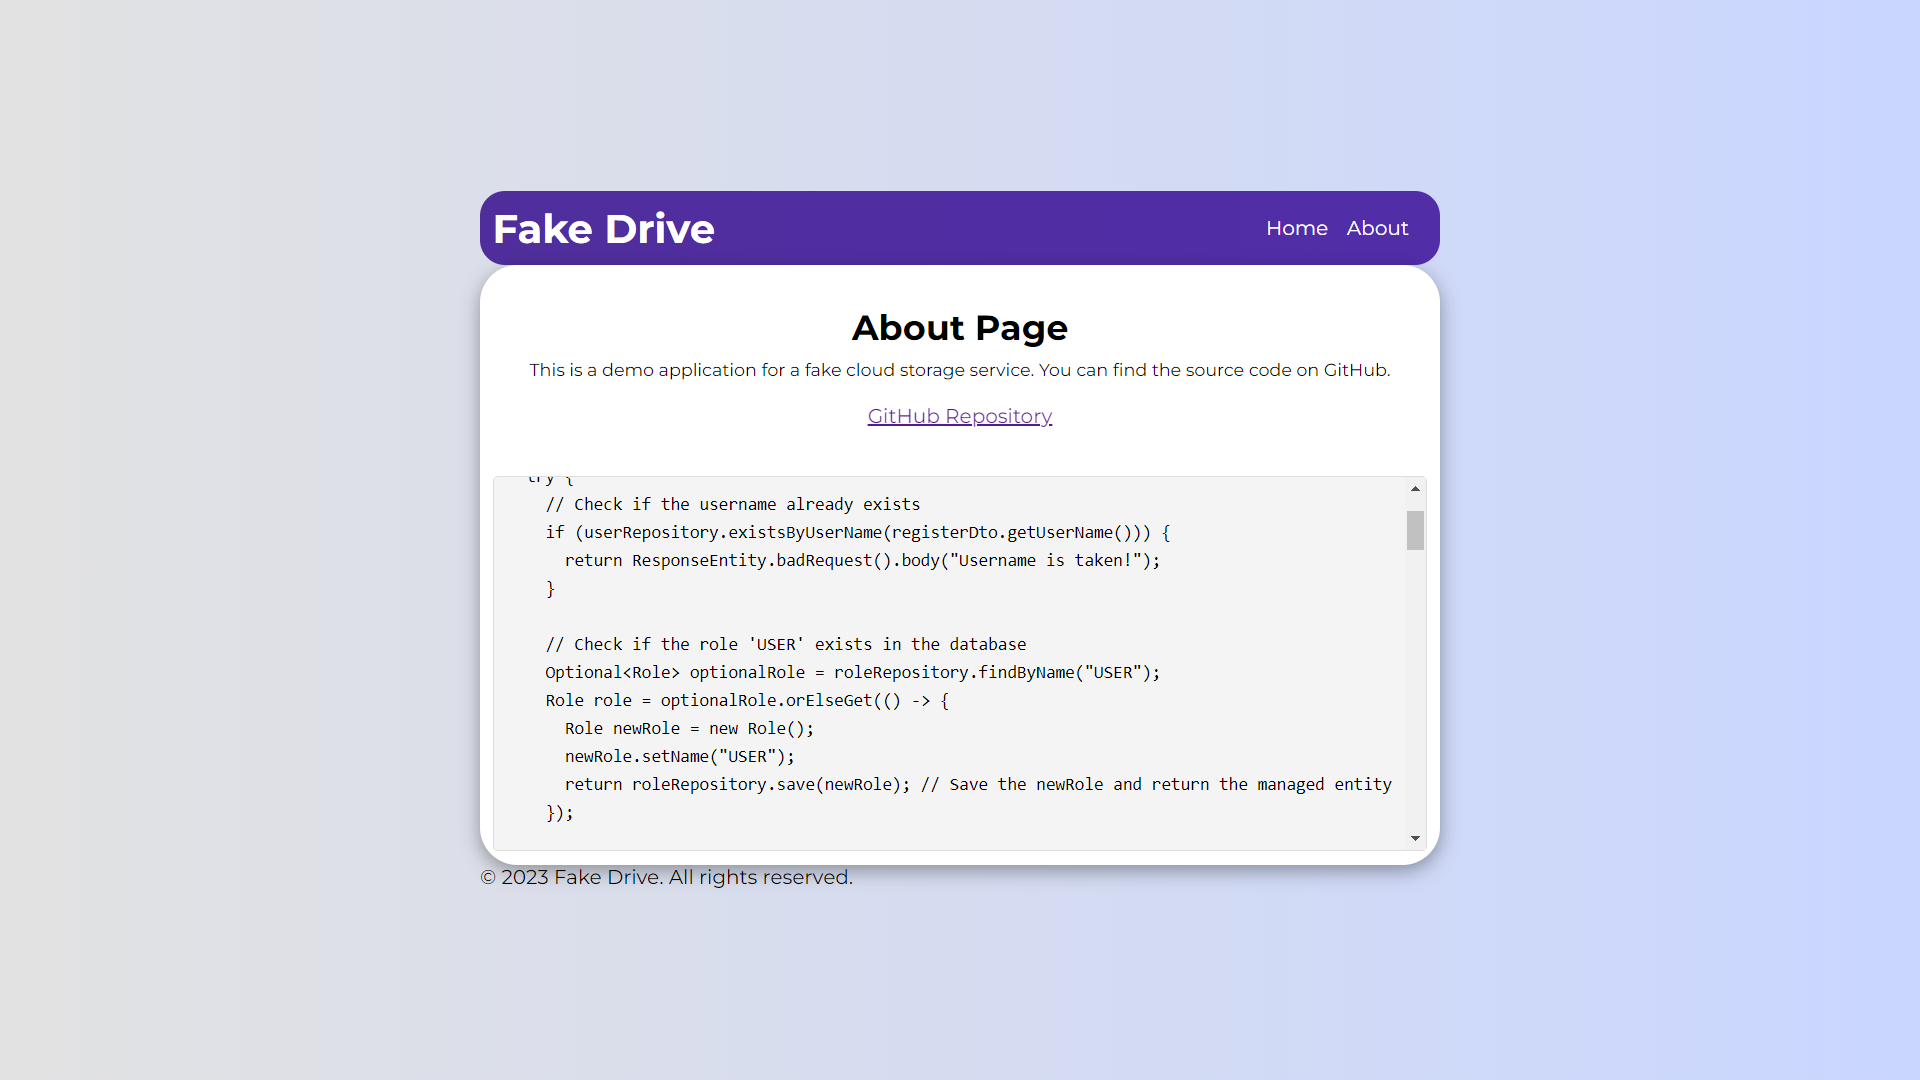 Fake Drive
Home About
About Page
This is a demo application for a fake cloud storage service. You can find the source code on GitHub.
GitHub Repository
try {
// Check if the username already exists
if (userRepository.existsByUserName(registerDto.getUserName())) {
return ResponseEntity.badRequest().body("Username is taken!");
}
// Check if the role 'USER' exists in the database
Optional<Role> optionalRole = roleRepository.findByName("USER");
Role role = optionalRole.orElseGet(() -> {
Role newRole = new Role();
newRole.setName("USER");
return roleRepository.save(newRole); // Save the newRole and return the managed entity
});
© 2023 Fake Drive. All rights reserved.